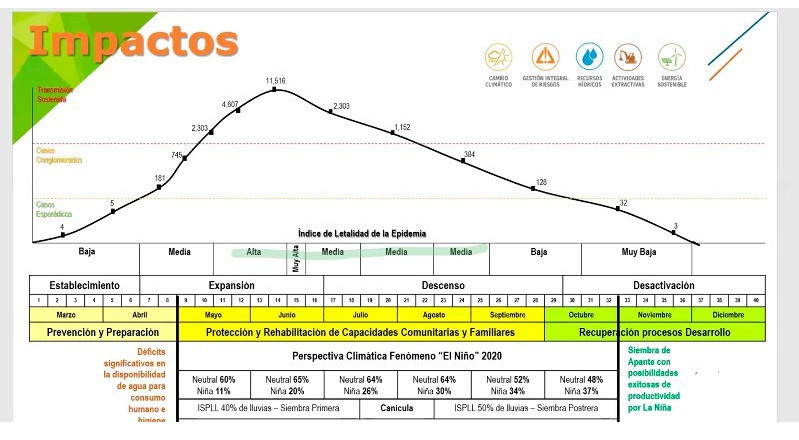 Impactos
CAMBIO
CLIMÁTICO
GESTIÓN INTEGRAL
DE RIESGOS
RECURSOS
HÍDRICOS
ACTIVIDADES
EXTRACTIVAS
ENERGÍA
SOSTENIBLE
Transmisión
Sostenida
11,516
4,607
2,303
2,303
1,152
Casos
Conglomerados
745
384
181
128
Casos
Esporádicos
5
32
4
3
Índice de Letalidad de la Epidemia
Baja Media Alta Muy Alta Media Media Media Baja Muy Baja
Establecimiento Expansión Descenso Desactivación
1 2 3 4 5 6 7 8 9 10 11 12 13 14 15 16 17 18 19 20 21 22 23 24 25 26 27 28 29 30 31 32 33 34 35 36 37 38 39 40
Marzo Abril Mayo Junio Julio Agosto Septiembre Octubre Noviembre Diciembre
Prevención y Preparación Protección y Rehabilitación de Capacidades Comunitarias y Familiares Recuperación procesos Desarrollo
Déficits
significativos en
la disponibilidad
de agua para
consumo
humano e
higiene
Perspectiva Climática Fenómeno "El Niño" 2020
Neutral 60% Neutral 65% Neutral 64% Neutral 64% Neutral 52% Neutral 48%
Niña 11% Niña 20% Niña 26% Niña 30% Niña 34% Niña 37%
ISPLL 40% de lluvias – Siembra Primera Canícula ISPLL 50% de lluvias – Siembra Postrera
Siembra de
Apante con
posibilidades
exitosas de
productividad
por La Niña